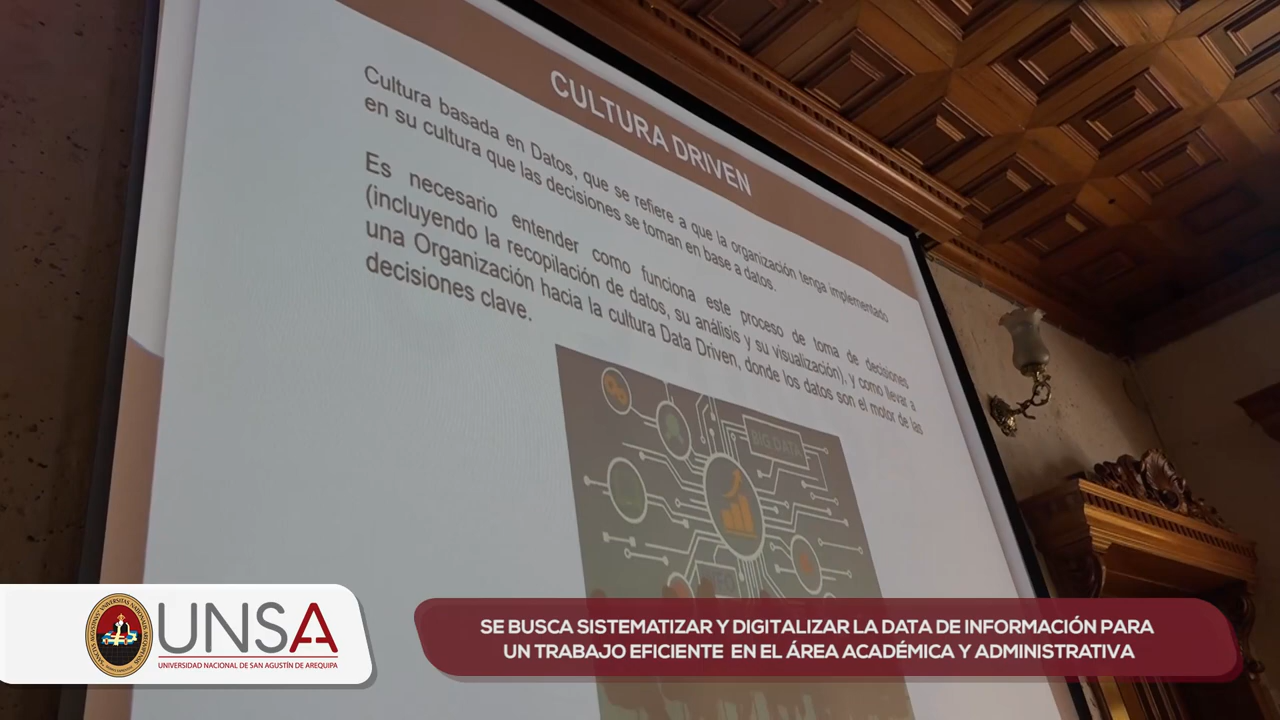 CULTURA DRIVEN
Cultura basada en Datos, que se refiere a que la organización tenga implementado
en su cultura que las decisiones se toman en base a datos.
Es necesario entender como funciona este proceso de toma de decisiones
(incluyendo la recopilación de datos, su análisis y su visualización), y como llevar a
una Organización hacia la cultura Data Driven, donde los datos son el motor de las
decisiones clave.
BIG DATA
UNSA
UNIVERSIDAD NACIONAL DE SAN AGUSTÍN DE AREQUIPA
SE BUSCA SISTEMATIZAR Y DIGITALIZAR LA DATA DE INFORMACIÓN PARA
UN TRABAJO EFICIENTE EN EL ÁREA ACADÉMICA Y ADMINISTRATIVA